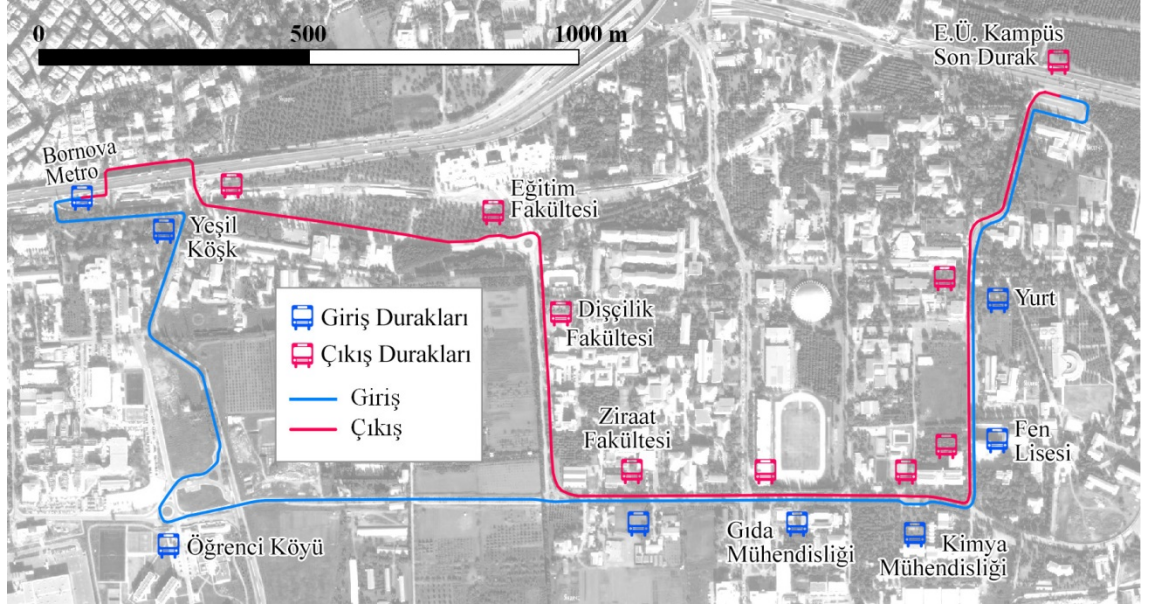 0 500 1000 m
E.Ü. Kampüs
Son Durak
Bornova
Metro
Eğitim
Fakültesi
Yeşil
Köşk
Giriş Durakları
Çıkış Durakları
Giriş
Çıkış
Dişçilik
Fakültesi
Yurt
Ziraat
Fakültesi
Fen
Lisesi
Gıda
Mühendisliği
Kimya
Mühendisliği
Öğrenci Köyü